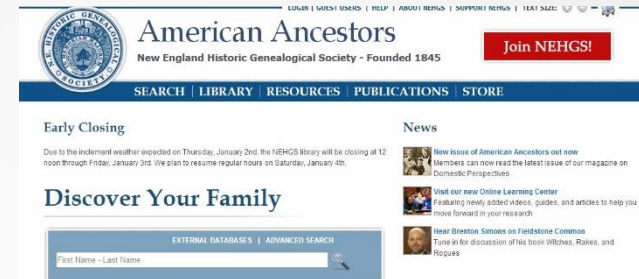 LOGIN | GUEST USERS | HELP | ABOUT NEHGS | SUPPORT NEHGS | TEXT SIZE:
HISTORIC GENEALOGICAL
N.E.
SOCIETY
American Ancestors
New England Historic Genealogical Society - Founded 1845
Join NEHGS!
SEARCH | LIBRARY | RESOURCES | PUBLICATIONS | STORE
Early Closing
Due to the inclement weather expected on Thursday, January 2nd, the NEHGS library will be closing at 12
noon through Friday, January 3rd. We plan to resume regular hours on Saturday, January 4th.
Discover Your Family
EXTERNAL DATABASES | ADVANCED SEARCH
First Name - Last Name
News
New issue of American Ancestors out now
Members can now read the latest issue of our magazine on
Domestic Perspectives
Visit our new Online Learning Center
Featuring newly added videos, guides, and articles to help you
move forward in your research
Hear Brenton Simons on Fieldstone Common
Tune in for discussion of his book Witches, Rakes, and
Rogues